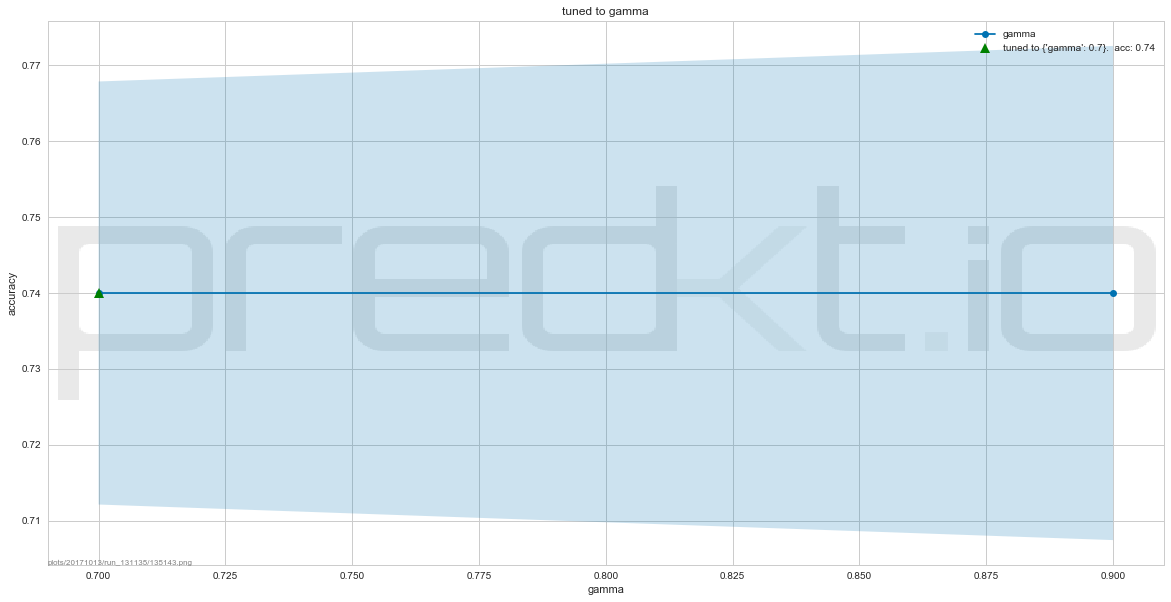 tuned to gamma
gamma
tuned to {'gamma': 0.7}. acc: 0.74
0.77
0.76
0.75
0.74
0.73
0.72
0.71
accuracy
predkt.io
plots/20171013/run_131135/135143.png
0.700 0.725 0.750 0.775 0.800 0.825 0.850 0.875 0.900
gamma